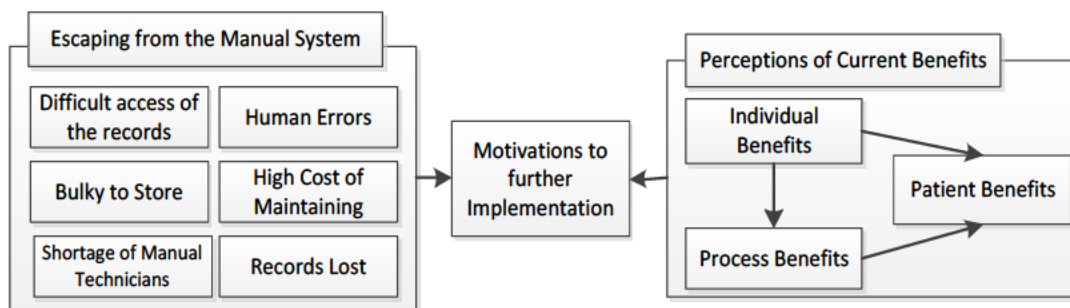 Escaping from the Manual System
Difficult access of
the records
Human Errors
Bulky to Store
High Cost of
Maintaining
Shortage of Manual
Technicians
Records Lost
Motivations to
further
Implementation
Perceptions of Current Benefits
Individual
Benefits
Patient Benefits
Process Benefits